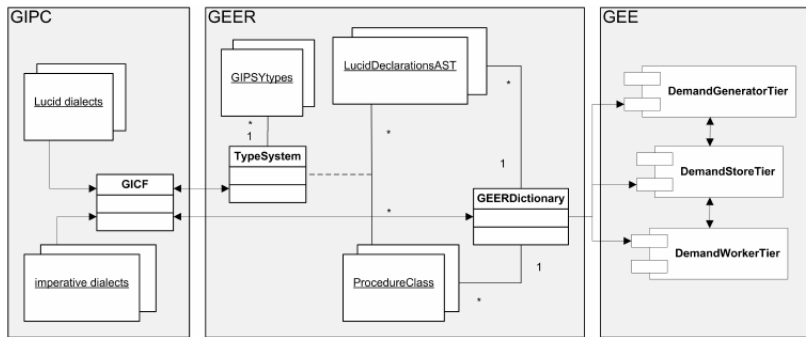 GIPC
GEER
GEE
Lucid dialects
GIPSYtypes
LucidDeclarationsAST
DemandGeneratorTier
*
1
*
*
TypeSystem
GICF
1
GEERDictionary
DemandStoreTier
*
imperative dialects
ProcedureClass
1
*
DemandWorkerTier